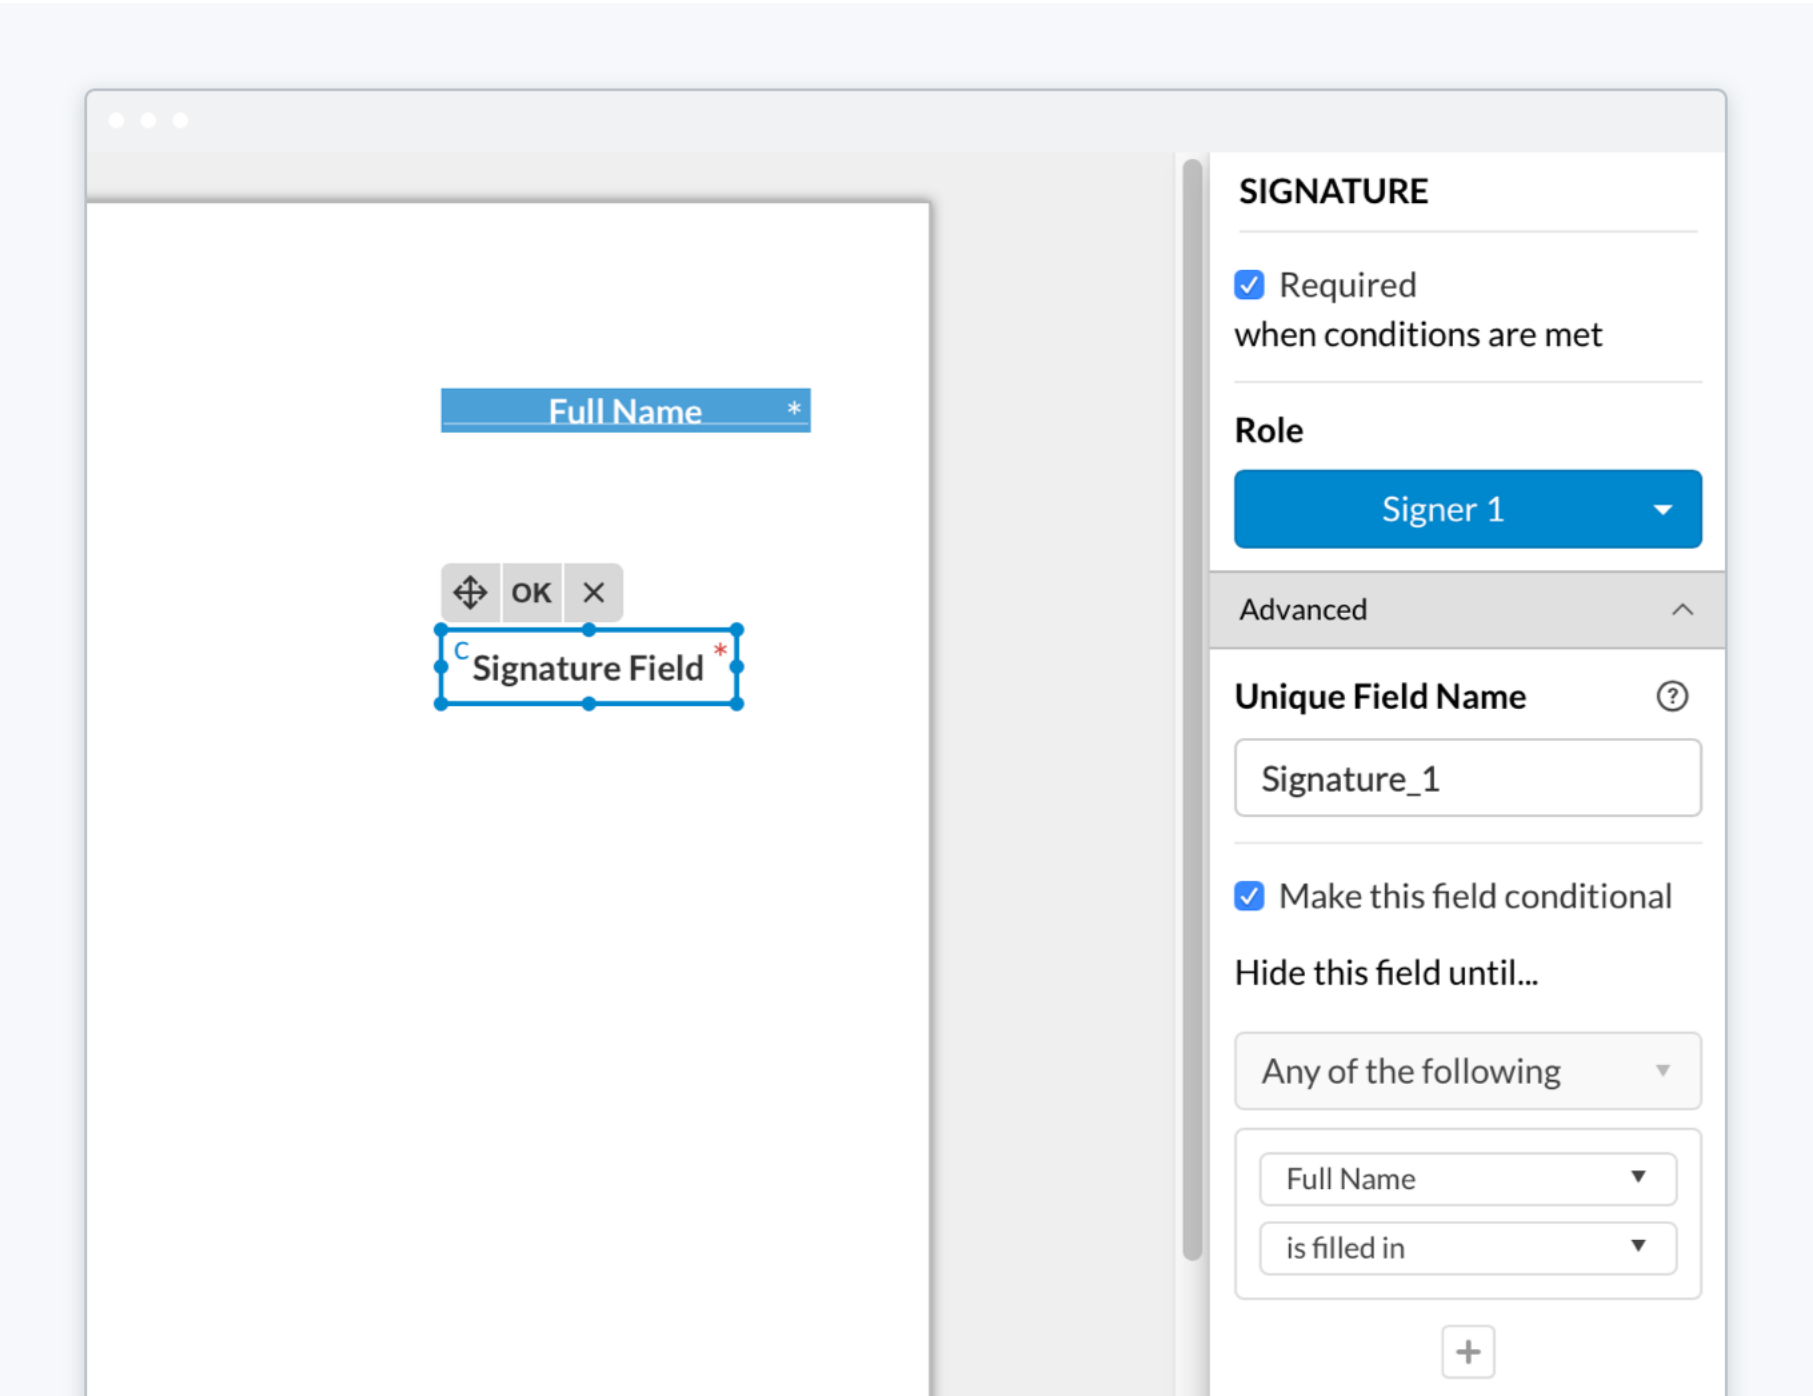 Full Name *
OK
C Signature Field *
SIGNATURE
Required
when conditions are met
Role
Signer 1
Advanced
Unique Field Name
Signature_1
Make this field conditional
Hide this field until...
Any of the following
Full Name
is filled in